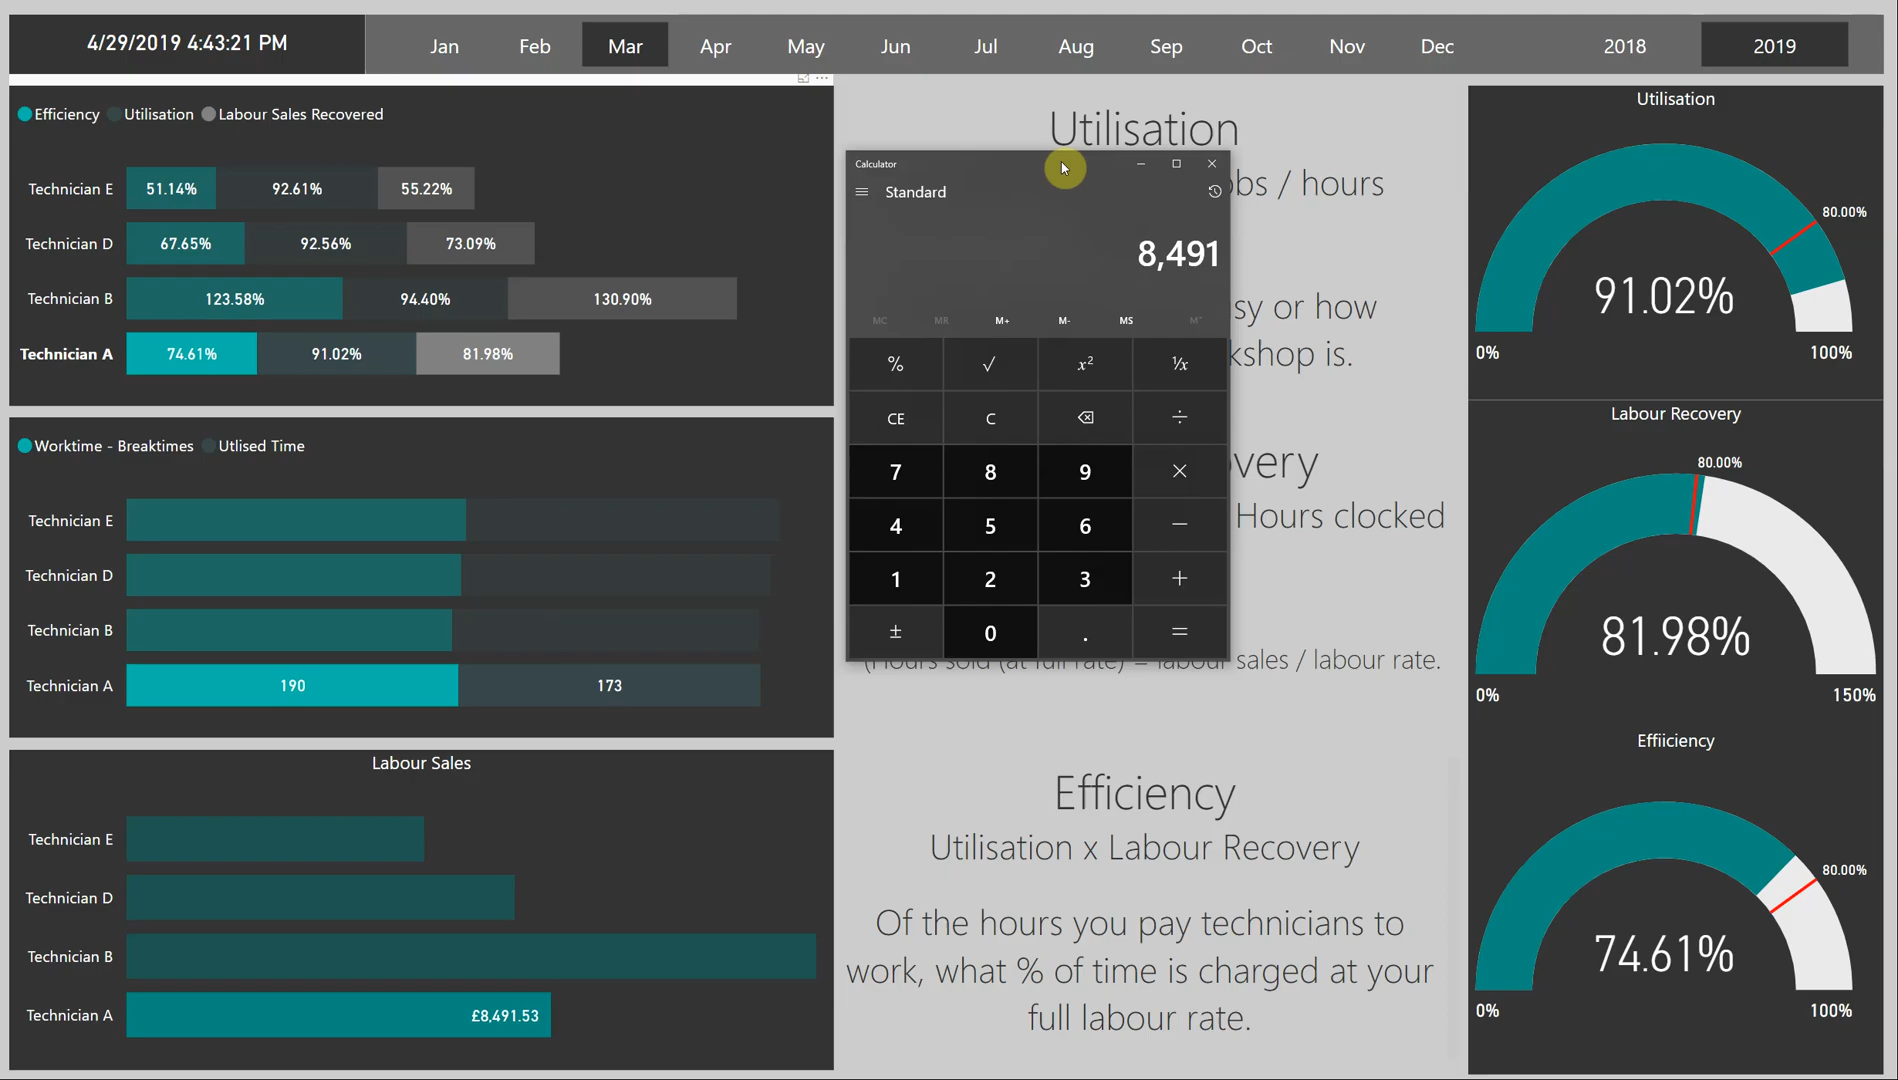 4/29/2019 4:43:21 PM
Jan Feb Mar Apr May Jun Jul Aug Sep Oct Nov Dec 2018 2019
Efficiency Utilisation Labour Sales Recovered
Technician E 51.14% 92.61% 55.22%
Technician D 67.65% 92.56% 73.09%
Technician B 123.58% 94.40% 130.90%
Technician A 74.61% 91.02% 81.98%
Worktime - Breaktimes Utlised Time
Technician E
Technician D
Technician B
Technician A 190 173
Labour Sales
Technician E
Technician D
Technician B
Technician A £8,491.53
Utilisation
/ hours
or how
is.
Hours clocked
sales / labour rate.
Calculator
Standard
8,491
MC MR M+ M- MS M˅
% √ x² ¹/x
CE C ⌫ ÷
7 8 9 ×
4 5 6 −
1 2 3 +
± 0 . =
Efficiency
Utilisation x Labour Recovery
Of the hours you pay technicians to
work, what % of time is charged at your
full labour rate.
Utilisation
80.00%
91.02%
0% 100%
Labour Recovery
80.00%
81.98%
0% 150%
Effiiciency
80.00%
74.61%
0% 100%